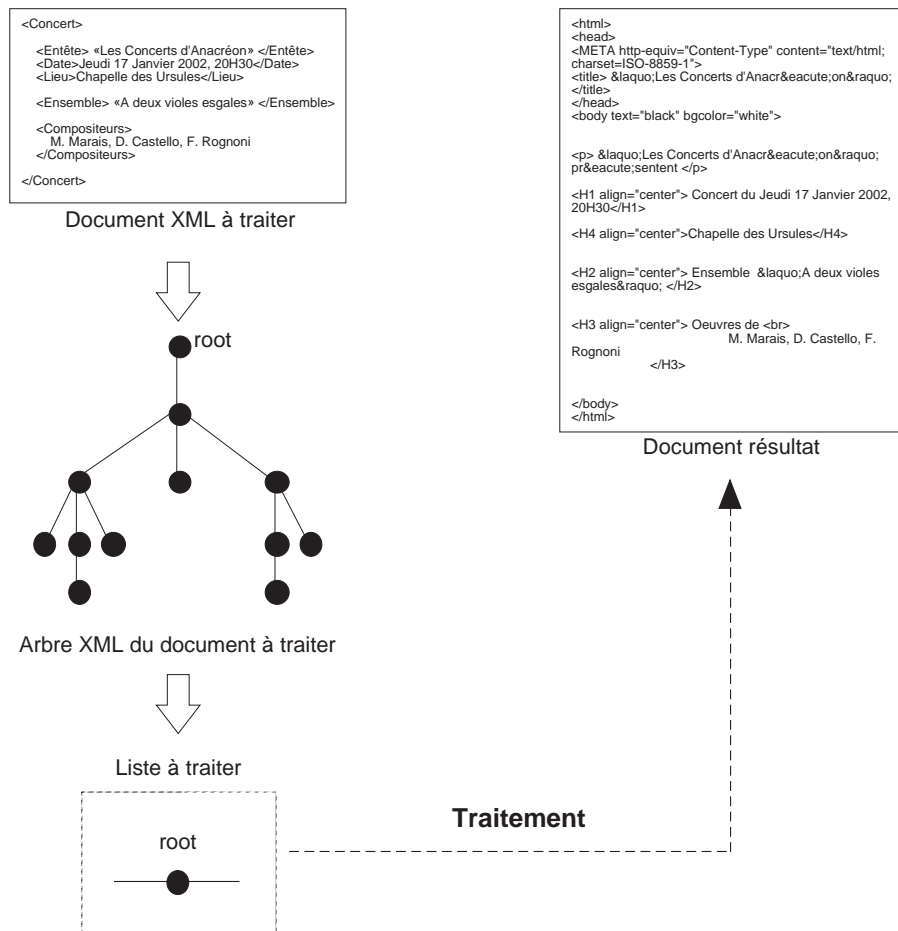 <Concert>
<Entête> «Les Concerts d'Anacréon» </Entête>
<Date>Jeudi 17 Janvier 2002, 20H30</Date>
<Lieu>Chapelle des Ursules</Lieu>
<Ensemble> «A deux violes esgales» </Ensemble>
<Compositeurs>
M. Marais, D. Castello, F. Rognoni
</Compositeurs>
</Concert>
Document XML à traiter
root
Arbre XML du document à traiter
Liste à traiter
root
Traitement
<html>
<head>
<META http-equiv="Content-Type" content="text/html;
charset=ISO-8859-1">
<title> &laquo;Les Concerts d'Anacr&eacute;on&raquo;
</title>
</head>
<body text="black" bgcolor="white">
<p> &laquo;Les Concerts d'Anacr&eacute;on&raquo;
pr&eacute;sentent </p>
<H1 align="center"> Concert du Jeudi 17 Janvier 2002,
20H30</H1>
<H4 align="center">Chapelle des Ursules</H4>
<H2 align="center"> Ensemble &laquo;A deux violes
esgales&raquo; </H2>
<H3 align="center"> Oeuvres de <br>
M. Marais, D. Castello, F.
Rognoni
</H3>
</body>
</html>
Document résultat